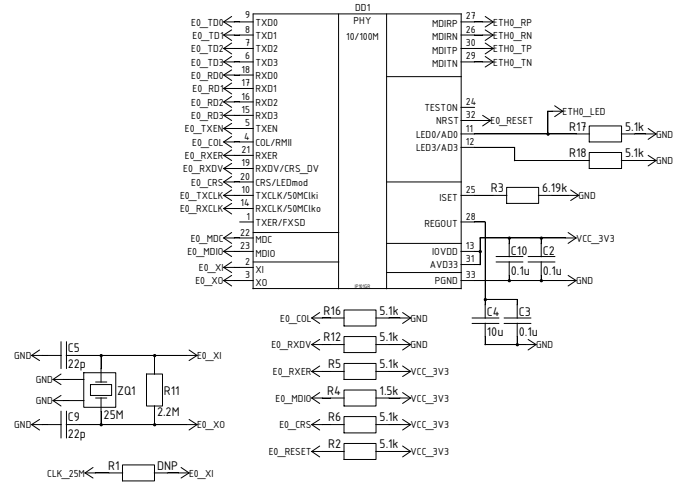 DD1
PHY
10/100M
E0_TD0 9 TXD0
E0_TD1 8 TXD1
E0_TD2 7 TXD2
E0_TD3 6 TXD3
E0_RD0 18 RXD0
E0_RD1 17 RXD1
E0_RD2 16 RXD2
E0_RD3 15 RXD3
E0_TXEN 5 TXEN
E0_COL 4 COL/RMII
E0_RXER 21 RXER
E0_RXDV 19 RXDV/CRS_DV
E0_CRS 20 CRS/LEDmod
E0_TXCLK 10 TXCLK/50MClki
E0_RXCLK 14 RXCLK/50MClko
1 TXER/FXSD
E0_MDC 22 MDC
E0_MDIO 23 MDIO
E0_XI 2 XI
E0_XO 3 XO
IP101GR
MDIRP 27 ETH0_RP
MDIRN 26 ETH0_RN
MDITP 30 ETH0_TP
MDITN 29 ETH0_TN
TESTON 24
NRST 32 E0_RESET
ETH0_LED
LED0/AD0 11 R17 5.1k GND
LED3/AD3 12 R18 5.1k GND
ISET 25 R3 6.19k GND
REGOUT 28
IOVDD 13 VCC_3V3
AVD33 31
C10 0.1u
C2 0.1u
PGND 33 GND
C4 10u
C3 0.1u
GND
E0_COL R16 5.1k GND
E0_RXDV R12 5.1k GND
E0_RXER R5 5.1k VCC_3V3
E0_MDIO R4 1.5k VCC_3V3
E0_CRS R6 5.1k VCC_3V3
E0_RESET R2 5.1k VCC_3V3
GND C5 22p E0_XI
GND
GND
ZQ1 25M
R11 2.2M
GND C9 22p E0_XO
CLK_25M R1 DNP E0_XI